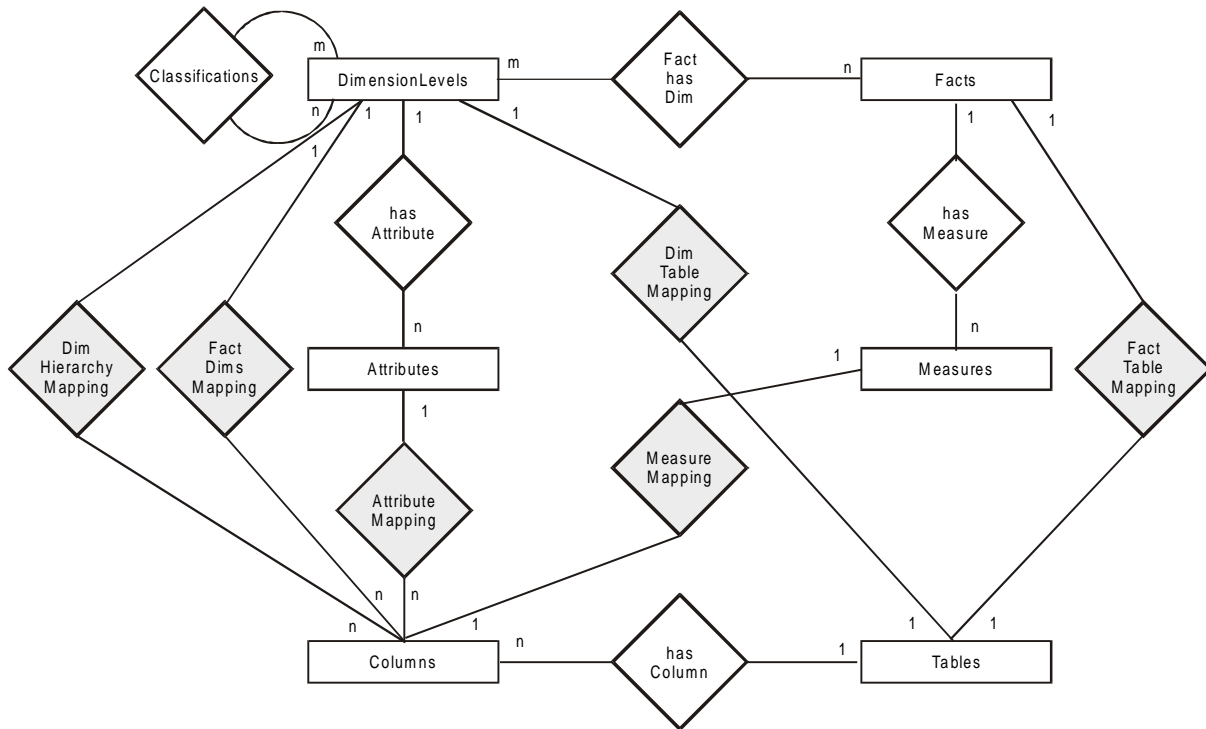 Classifications
m
n
DimensionLevels
m
Fact
has
Dim
n
Facts
1
1
1
1
1
1
has
Attribute
n
Attributes
1
Dim
Table
Mapping
has
Measure
n
Measures
1
Dim
Hierarchy
Mapping
Fact
Dims
Mapping
Fact
Table
Mapping
Measure
Mapping
Attribute
Mapping
n
n
n
1
1
1
Columns
n
has
Column
1
Tables